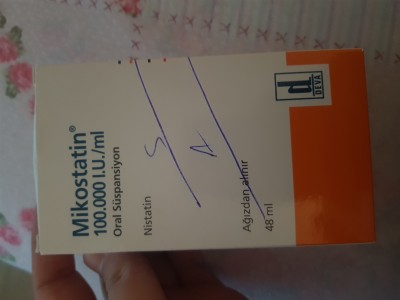 Mikostatin®
100.000 I.U./ml
Oral Süspansiyon
Nistatin
S
A
Ağızdan alınır
48 ml
DEVA